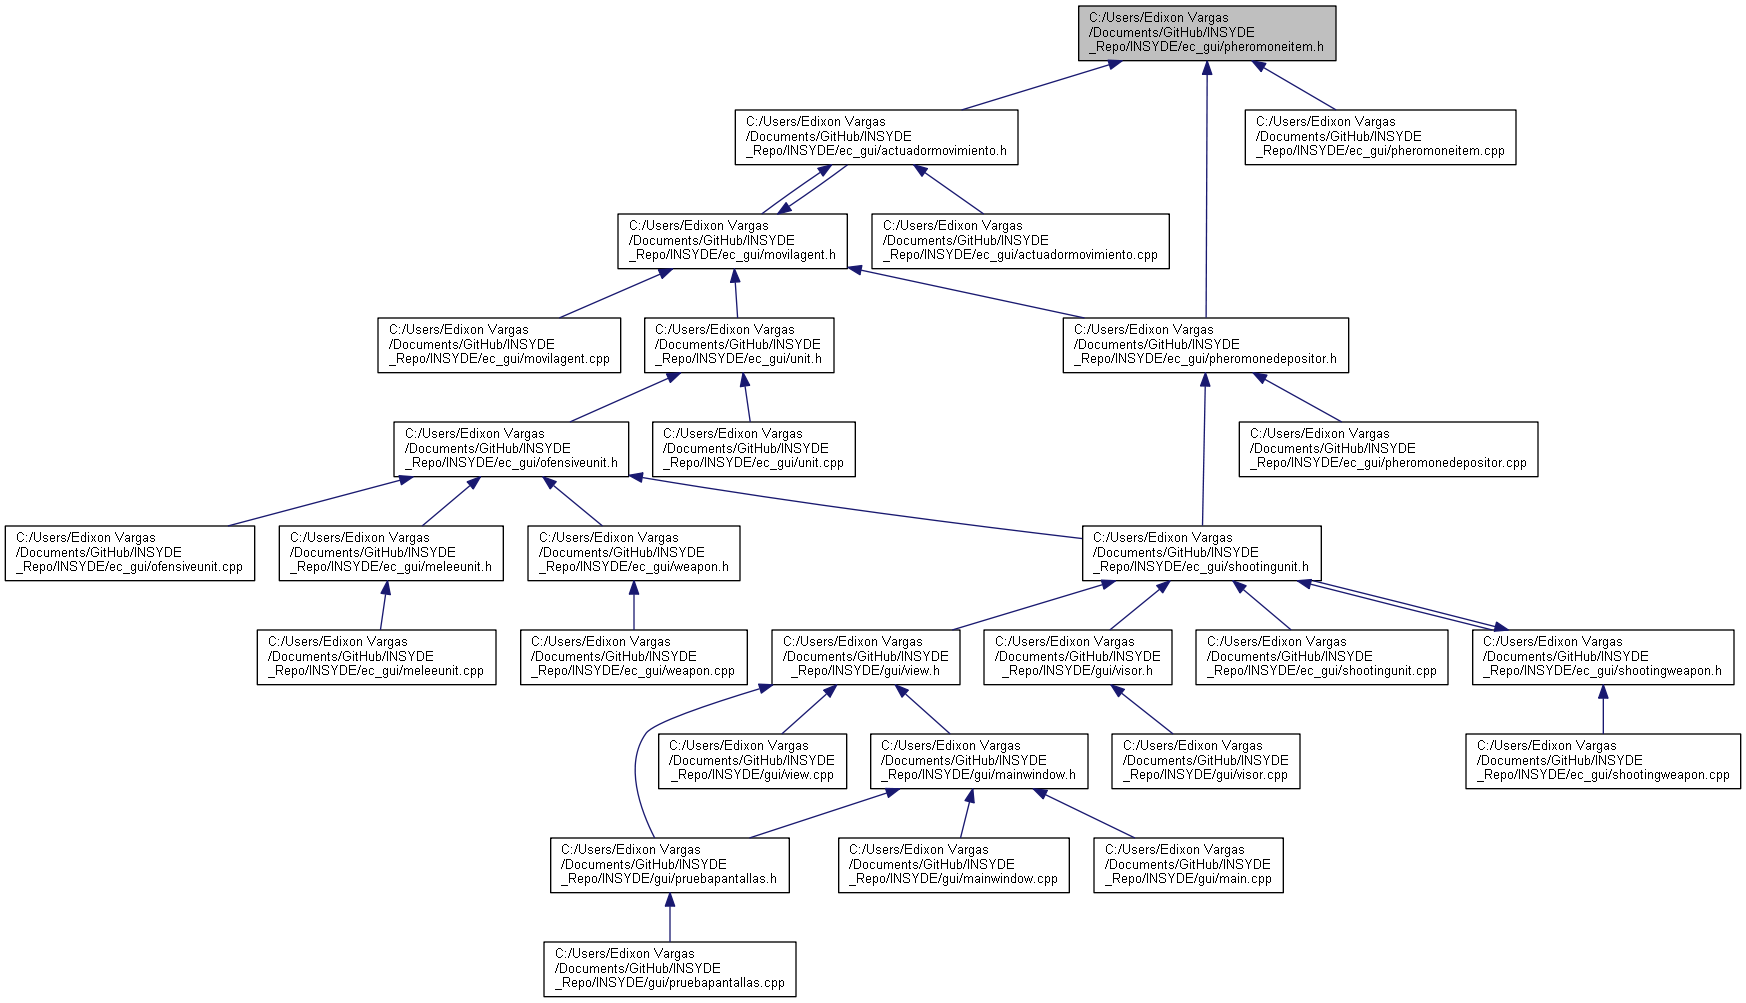 C:/Users/Edixon Vargas
/Documents/GitHub/INSYDE
_Repo/INSYDE/ec_gui/pheromoneitem.h
C:/Users/Edixon Vargas
/Documents/GitHub/INSYDE
_Repo/INSYDE/ec_gui/actuadormovimiento.h
C:/Users/Edixon Vargas
/Documents/GitHub/INSYDE
_Repo/INSYDE/ec_gui/pheromoneitem.cpp
C:/Users/Edixon Vargas
/Documents/GitHub/INSYDE
_Repo/INSYDE/ec_gui/movilagent.h
C:/Users/Edixon Vargas
/Documents/GitHub/INSYDE
_Repo/INSYDE/ec_gui/actuadormovimiento.cpp
C:/Users/Edixon Vargas
/Documents/GitHub/INSYDE
_Repo/INSYDE/ec_gui/movilagent.cpp
C:/Users/Edixon Vargas
/Documents/GitHub/INSYDE
_Repo/INSYDE/ec_gui/unit.h
C:/Users/Edixon Vargas
/Documents/GitHub/INSYDE
_Repo/INSYDE/ec_gui/pheromonedepositor.h
C:/Users/Edixon Vargas
/Documents/GitHub/INSYDE
_Repo/INSYDE/ec_gui/ofensiveunit.h
C:/Users/Edixon Vargas
/Documents/GitHub/INSYDE
_Repo/INSYDE/ec_gui/unit.cpp
C:/Users/Edixon Vargas
/Documents/GitHub/INSYDE
_Repo/INSYDE/ec_gui/pheromonedepositor.cpp
C:/Users/Edixon Vargas
/Documents/GitHub/INSYDE
_Repo/INSYDE/ec_gui/ofensiveunit.cpp
C:/Users/Edixon Vargas
/Documents/GitHub/INSYDE
_Repo/INSYDE/ec_gui/meleeunit.h
C:/Users/Edixon Vargas
/Documents/GitHub/INSYDE
_Repo/INSYDE/ec_gui/weapon.h
C:/Users/Edixon Vargas
/Documents/GitHub/INSYDE
_Repo/INSYDE/ec_gui/shootingunit.h
C:/Users/Edixon Vargas
/Documents/GitHub/INSYDE
_Repo/INSYDE/ec_gui/meleeunit.cpp
C:/Users/Edixon Vargas
/Documents/GitHub/INSYDE
_Repo/INSYDE/ec_gui/weapon.cpp
C:/Users/Edixon Vargas
/Documents/GitHub/INSYDE
_Repo/INSYDE/gui/view.h
C:/Users/Edixon Vargas
/Documents/GitHub/INSYDE
_Repo/INSYDE/gui/visor.h
C:/Users/Edixon Vargas
/Documents/GitHub/INSYDE
_Repo/INSYDE/ec_gui/shootingunit.cpp
C:/Users/Edixon Vargas
/Documents/GitHub/INSYDE
_Repo/INSYDE/ec_gui/shootingweapon.h
C:/Users/Edixon Vargas
/Documents/GitHub/INSYDE
_Repo/INSYDE/gui/view.cpp
C:/Users/Edixon Vargas
/Documents/GitHub/INSYDE
_Repo/INSYDE/gui/mainwindow.h
C:/Users/Edixon Vargas
/Documents/GitHub/INSYDE
_Repo/INSYDE/gui/visor.cpp
C:/Users/Edixon Vargas
/Documents/GitHub/INSYDE
_Repo/INSYDE/ec_gui/shootingweapon.cpp
C:/Users/Edixon Vargas
/Documents/GitHub/INSYDE
_Repo/INSYDE/gui/pruebapantallas.h
C:/Users/Edixon Vargas
/Documents/GitHub/INSYDE
_Repo/INSYDE/gui/mainwindow.cpp
C:/Users/Edixon Vargas
/Documents/GitHub/INSYDE
_Repo/INSYDE/gui/main.cpp
C:/Users/Edixon Vargas
/Documents/GitHub/INSYDE
_Repo/INSYDE/gui/pruebapantallas.cpp